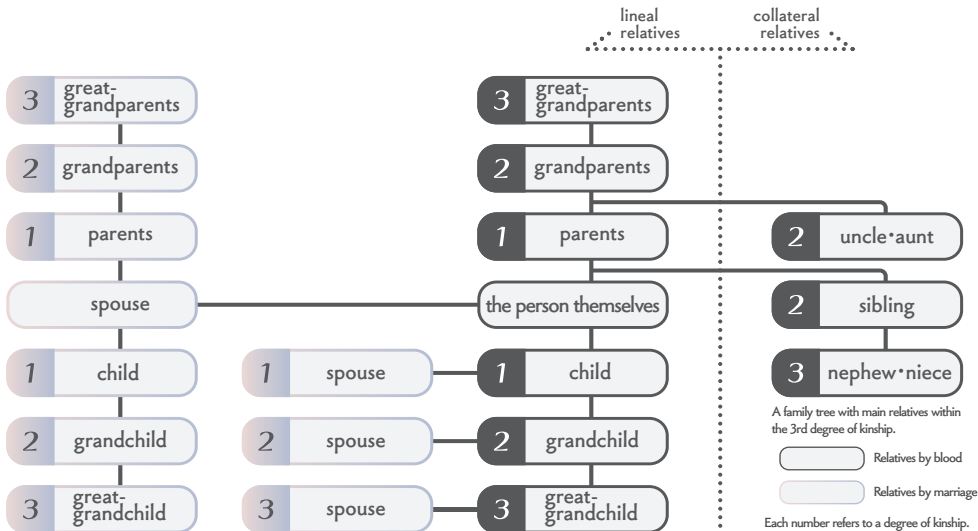 lineal
relatives
collateral
relatives
3 great-
grandparents
3 great-
grandparents
2 grandparents
2 grandparents
1 parents
1 parents
2 uncle•aunt
spouse
the person themselves
2 sibling
1 child
1 spouse
1 child
3 nephew•niece
2 grandchild
2 spouse
2 grandchild
3 great-
grandchild
3 spouse
3 great-
grandchild
A family tree with main relatives within
the 3rd degree of kinship.
Relatives by blood
Relatives by marriage
Each number refers to a degree of kinship.